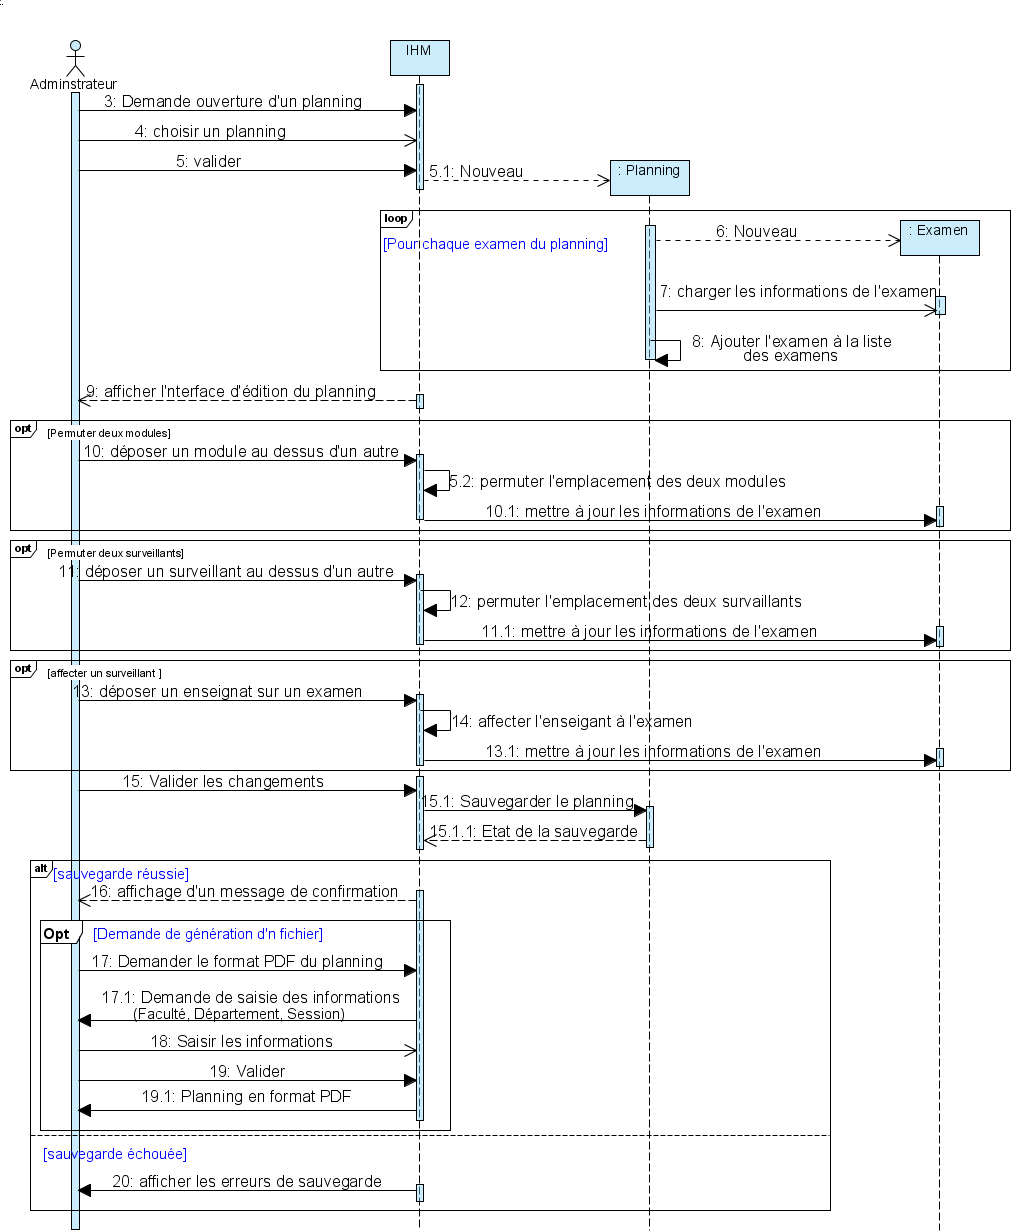 IHM
Adminstrateur
3: Demande ouverture d'un planning
4: choisir un planning
5: valider
5.1: Nouveau
: Planning
loop
[Pour chaque examen du planning]
6: Nouveau
: Examen
7: charger les informations de l'examen
8: Ajouter l'examen à la liste
des examens
9: afficher l'nterface d'édition du planning
opt
[Permuter deux modules]
10: déposer un module au dessus d'un autre
5.2: permuter l'emplacement des deux modules
10.1: mettre à jour les informations de l'examen
opt
[Permuter deux surveillants]
11: déposer un surveillant au dessus d'un autre
12: permuter l'emplacement des deux survaillants
11.1: mettre à jour les informations de l'examen
opt
[affecter un surveillant ]
13: déposer un enseignat sur un examen
14: affecter l'enseigant à l'examen
13.1: mettre à jour les informations de l'examen
15: Valider les changements
15.1: Sauvegarder le planning
15.1.1: Etat de la sauvegarde
alt
[sauvegarde réussie]
16: affichage d'un message de confirmation
Opt
[Demande de génération d'n fichier]
17: Demander le format PDF du planning
17.1: Demande de saisie des informations
(Faculté, Département, Session)
18: Saisir les informations
19: Valider
19.1: Planning en format PDF
[sauvegarde échouée]
20: afficher les erreurs de sauvegarde